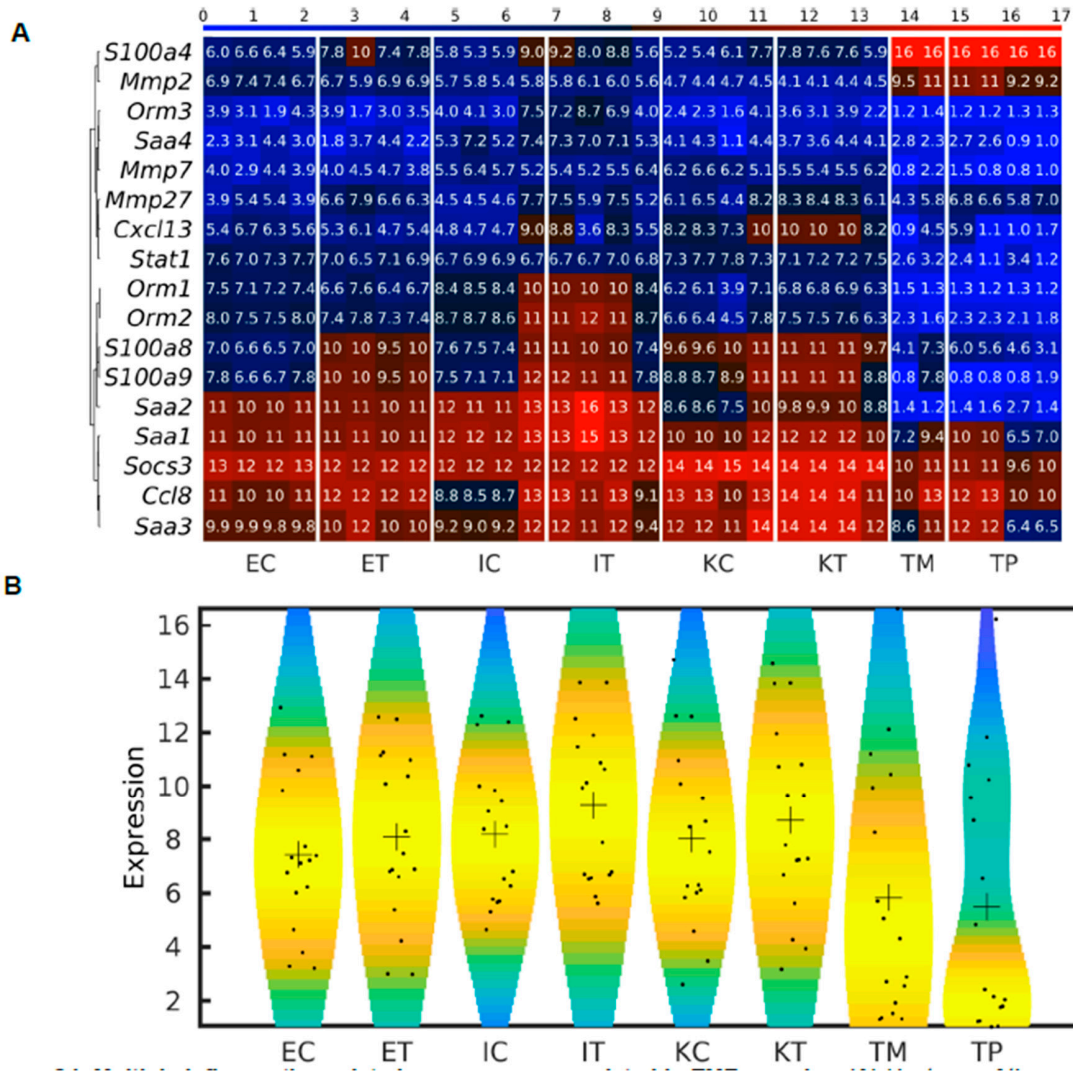 A
0 1 2 3 4 5 6 7 8 9 10 11 12 13 14 15 16 17
S100a4 6.0 6.6 6.4 5.9 7.8 10 7.4 7.8 5.8 5.3 5.9 9.0 9.2 8.0 8.8 5.6 5.2 5.4 6.1 7.7 7.8 7.6 7.6 5.9 16 16 16 16 16 16
Mmp2 6.9 7.4 7.4 6.7 6.7 5.9 6.9 6.9 5.7 5.8 5.4 5.8 5.8 6.1 6.0 5.6 4.7 4.4 4.7 4.5 4.1 4.1 4.4 4.5 9.5 11 11 11 9.2 9.2
Orm3 3.9 3.1 1.9 4.3 3.9 1.7 3.0 3.5 4.0 4.1 3.0 7.5 7.2 8.7 6.9 4.0 2.4 2.3 1.6 4.1 3.6 3.1 3.9 2.2 1.2 1.4 1.2 1.2 1.3 1.3
Saa4 2.3 3.1 4.4 3.0 1.8 3.7 4.4 2.2 5.3 7.2 5.2 7.4 7.3 7.0 7.1 5.3 4.1 4.3 1.1 4.4 3.7 3.6 4.4 4.1 2.8 2.3 2.7 2.6 0.9 1.0
Mmp7 4.0 2.9 4.4 3.9 4.0 4.5 4.7 3.8 5.5 6.4 5.7 5.2 5.4 5.2 5.5 6.4 6.2 6.6 6.2 5.1 5.5 5.4 5.5 6.2 0.8 2.2 1.5 0.8 0.8 1.0
Mmp27 3.9 5.4 5.4 3.9 6.6 7.9 6.6 6.3 4.5 4.5 4.6 7.7 7.7 5.9 7.5 5.2 6.1 6.5 4.4 8.2 8.3 8.4 8.3 6.1 4.3 5.8 6.8 6.6 5.8 7.0
Cxcl13 5.4 6.7 6.3 5.6 5.3 6.1 4.7 5.4 4.8 4.7 4.7 9.0 8.8 3.6 8.3 5.5 8.2 8.3 7.3 10 10 10 10 8.2 0.9 4.5 5.9 1.1 1.0 1.7
Stat1 7.6 7.0 7.3 7.7 7.0 6.5 7.1 6.9 6.7 6.9 6.9 6.7 6.7 6.7 7.0 6.8 7.3 7.7 7.8 7.3 7.1 7.2 7.2 7.5 2.6 3.2 2.4 1.1 3.4 1.2
Orm1 7.5 7.1 7.2 7.4 6.6 7.6 6.4 6.7 8.4 8.5 8.4 10 10 10 10 8.4 6.2 6.1 3.9 7.1 6.8 6.8 6.9 6.3 1.5 1.3 1.2 1.3 1.2 1.2
Orm2 8.0 7.5 7.5 8.0 7.4 7.8 7.3 7.4 8.7 8.7 8.6 11 11 12 11 8.7 6.6 6.4 4.5 7.8 7.5 7.5 7.6 6.3 2.3 1.6 2.3 2.3 2.1 1.8
S100a8 7.0 6.6 6.5 7.0 10 10 9.5 10 7.6 7.5 7.4 11 11 10 10 7.4 9.6 9.6 10 11 11 11 11 9.7 4.1 7.3 6.0 5.6 4.6 3.1
S100a9 7.8 6.6 6.7 7.8 10 10 9.5 10 7.5 7.1 7.1 12 12 11 11 7.8 8.8 8.7 8.9 11 11 11 11 8.8 0.8 7.8 0.8 0.8 0.8 1.9
Saa2 11 10 10 11 11 11 10 11 12 11 11 13 13 16 13 12 8.6 8.6 7.5 10 9.8 9.9 10 8.8 1.4 1.2 1.4 1.6 2.7 1.4
Saa1 11 10 11 11 11 11 10 11 12 12 12 13 13 15 13 12 10 10 10 12 12 12 12 10 7.2 9.4 10 10 6.5 7.0
Socs3 13 12 12 13 12 12 12 12 12 12 12 12 12 12 12 12 14 14 15 14 14 14 14 14 10 11 11 11 9.6 10
Ccl8 11 10 10 11 12 12 12 12 8.8 8.5 8.7 13 13 11 13 9.1 13 13 10 13 14 14 14 11 10 13 12 13 10 10
Saa3 9.9 9.9 9.8 9.8 10 12 10 10 9.2 9.0 9.2 12 12 11 12 9.4 12 12 11 14 14 14 14 12 8.6 11 12 12 6.4 6.5
EC ET IC IT KC KT TM TP
B
Expression
16
14
12
10
8
6
4
2
EC ET IC IT KC KT TM TP